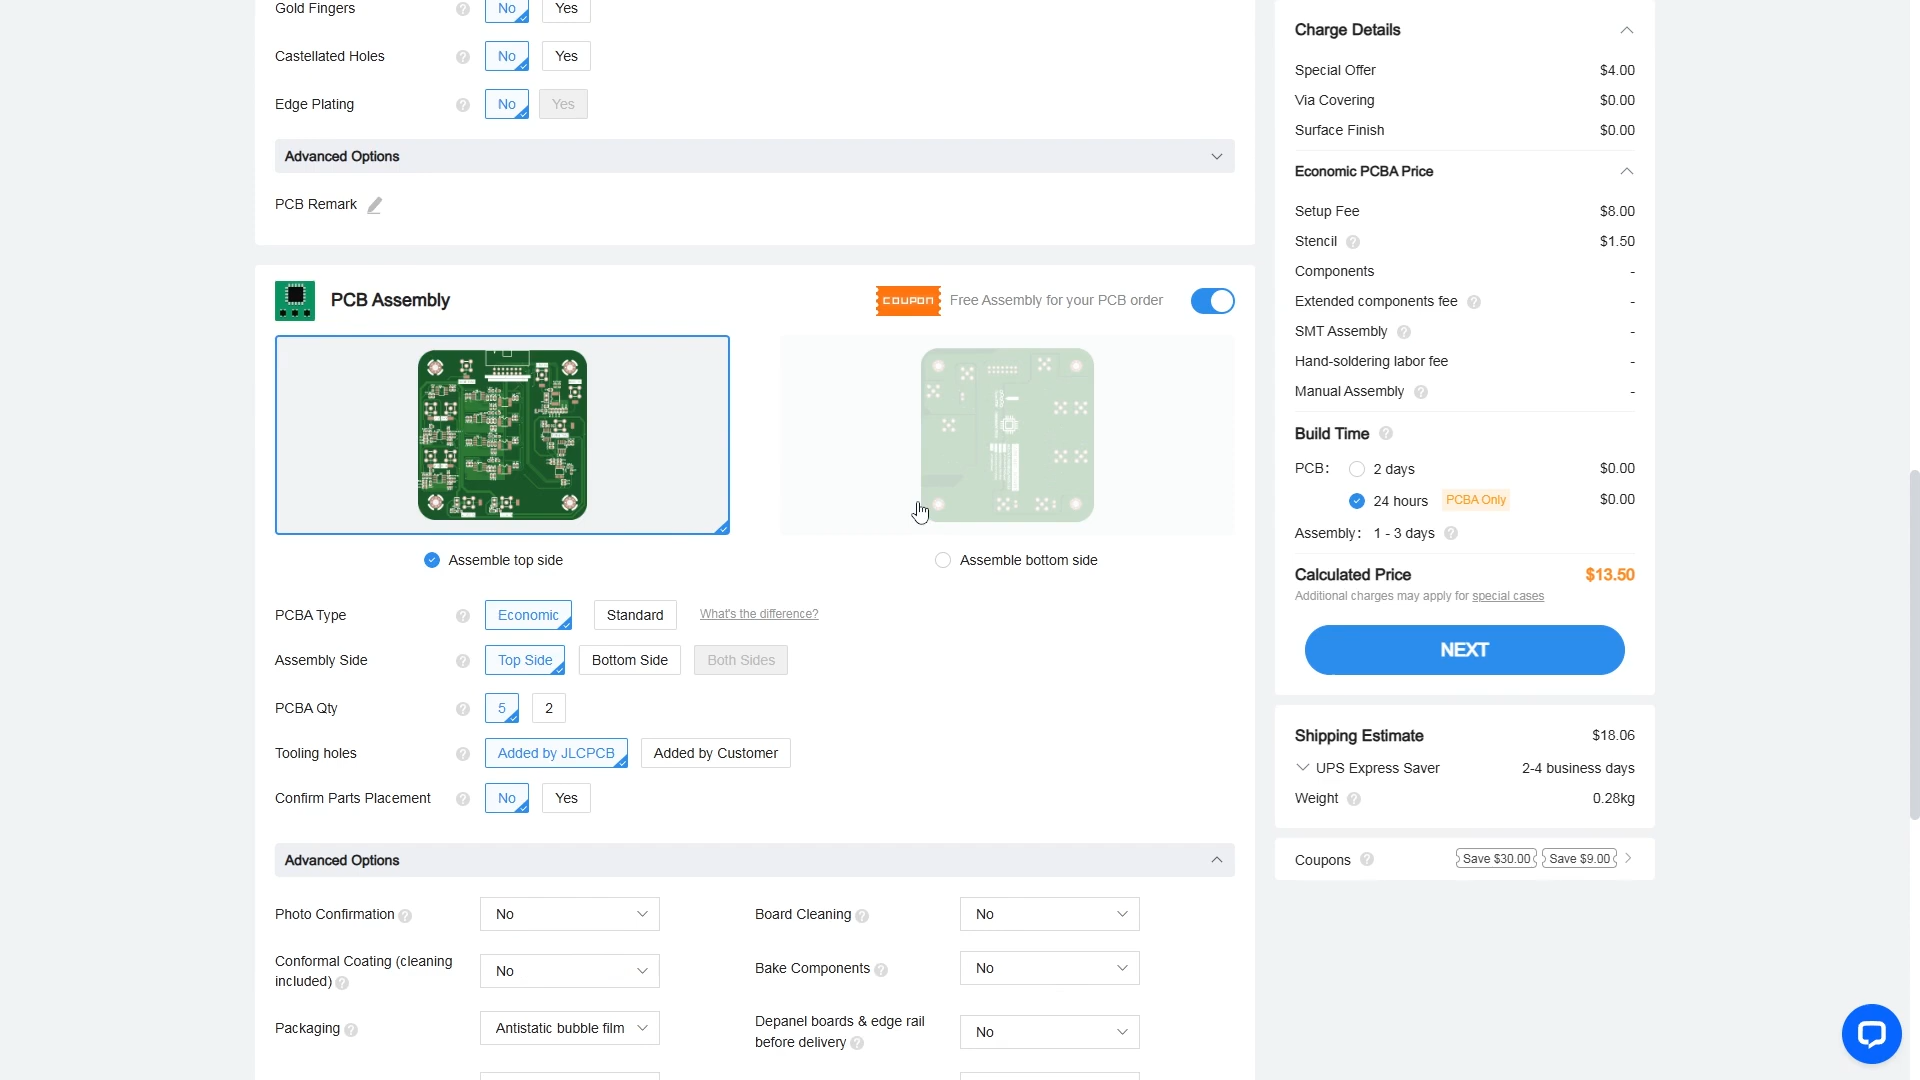 Gold Fingers No Yes
Castellated Holes No Yes
Edge Plating No Yes
Advanced Options
PCB Remark
PCB Assembly COUPON Free Assembly for your PCB order
Assemble top side Assemble bottom side
PCBA Type Economic Standard What's the difference?
Assembly Side Top Side Bottom Side Both Sides
PCBA Qty 5 2
Tooling holes Added by JLCPCB Added by Customer
Confirm Parts Placement No Yes
Advanced Options
Photo Confirmation No Board Cleaning No
Conformal Coating (cleaning
included) No Bake Components No
Packaging Antistatic bubble film
Depanel boards & edge rail
before delivery No
Charge Details
Special Offer $4.00
Via Covering $0.00
Surface Finish $0.00
Economic PCBA Price
Setup Fee $8.00
Stencil $1.50
Components -
Extended components fee -
SMT Assembly -
Hand-soldering labor fee -
Manual Assembly -
Build Time
PCB: 2 days $0.00
24 hours PCBA Only $0.00
Assembly: 1 - 3 days
Calculated Price $13.50
Additional charges may apply for special cases
NEXT
Shipping Estimate $18.06
UPS Express Saver 2-4 business days
Weight 0.28kg
Coupons Save $30.00 Save $9.00